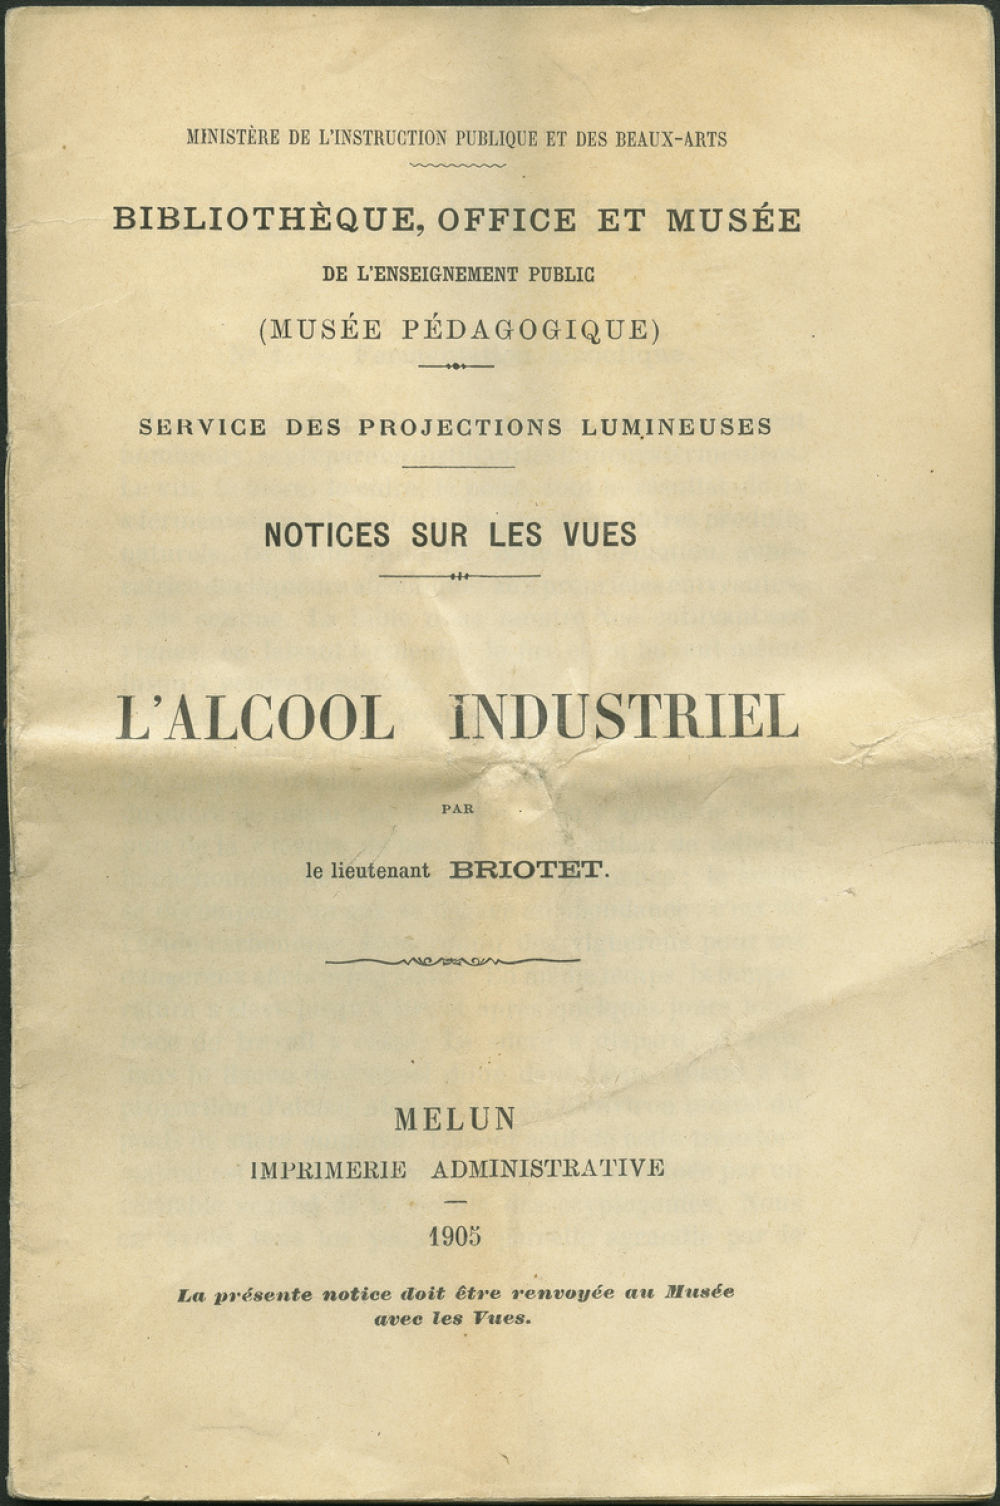 MINISTÈRE DE L'INSTRUCTION PUBLIQUE ET DES BEAUX-ARTS
BIBLIOTHÈQUE, OFFICE ET MUSÉE
DE L'ENSEIGNEMENT PUBLIC
(MUSÉE PÉDAGOGIQUE)
SERVICE DES PROJECTIONS LUMINEUSES
NOTICES SUR LES VUES
L'ALCOOL INDUSTRIEL
PAR
le lieutenant BRIOTET.
MELUN
IMPRIMERIE ADMINISTRATIVE
1905
La présente notice doit être renvoyée au Musée
avec les Vues.